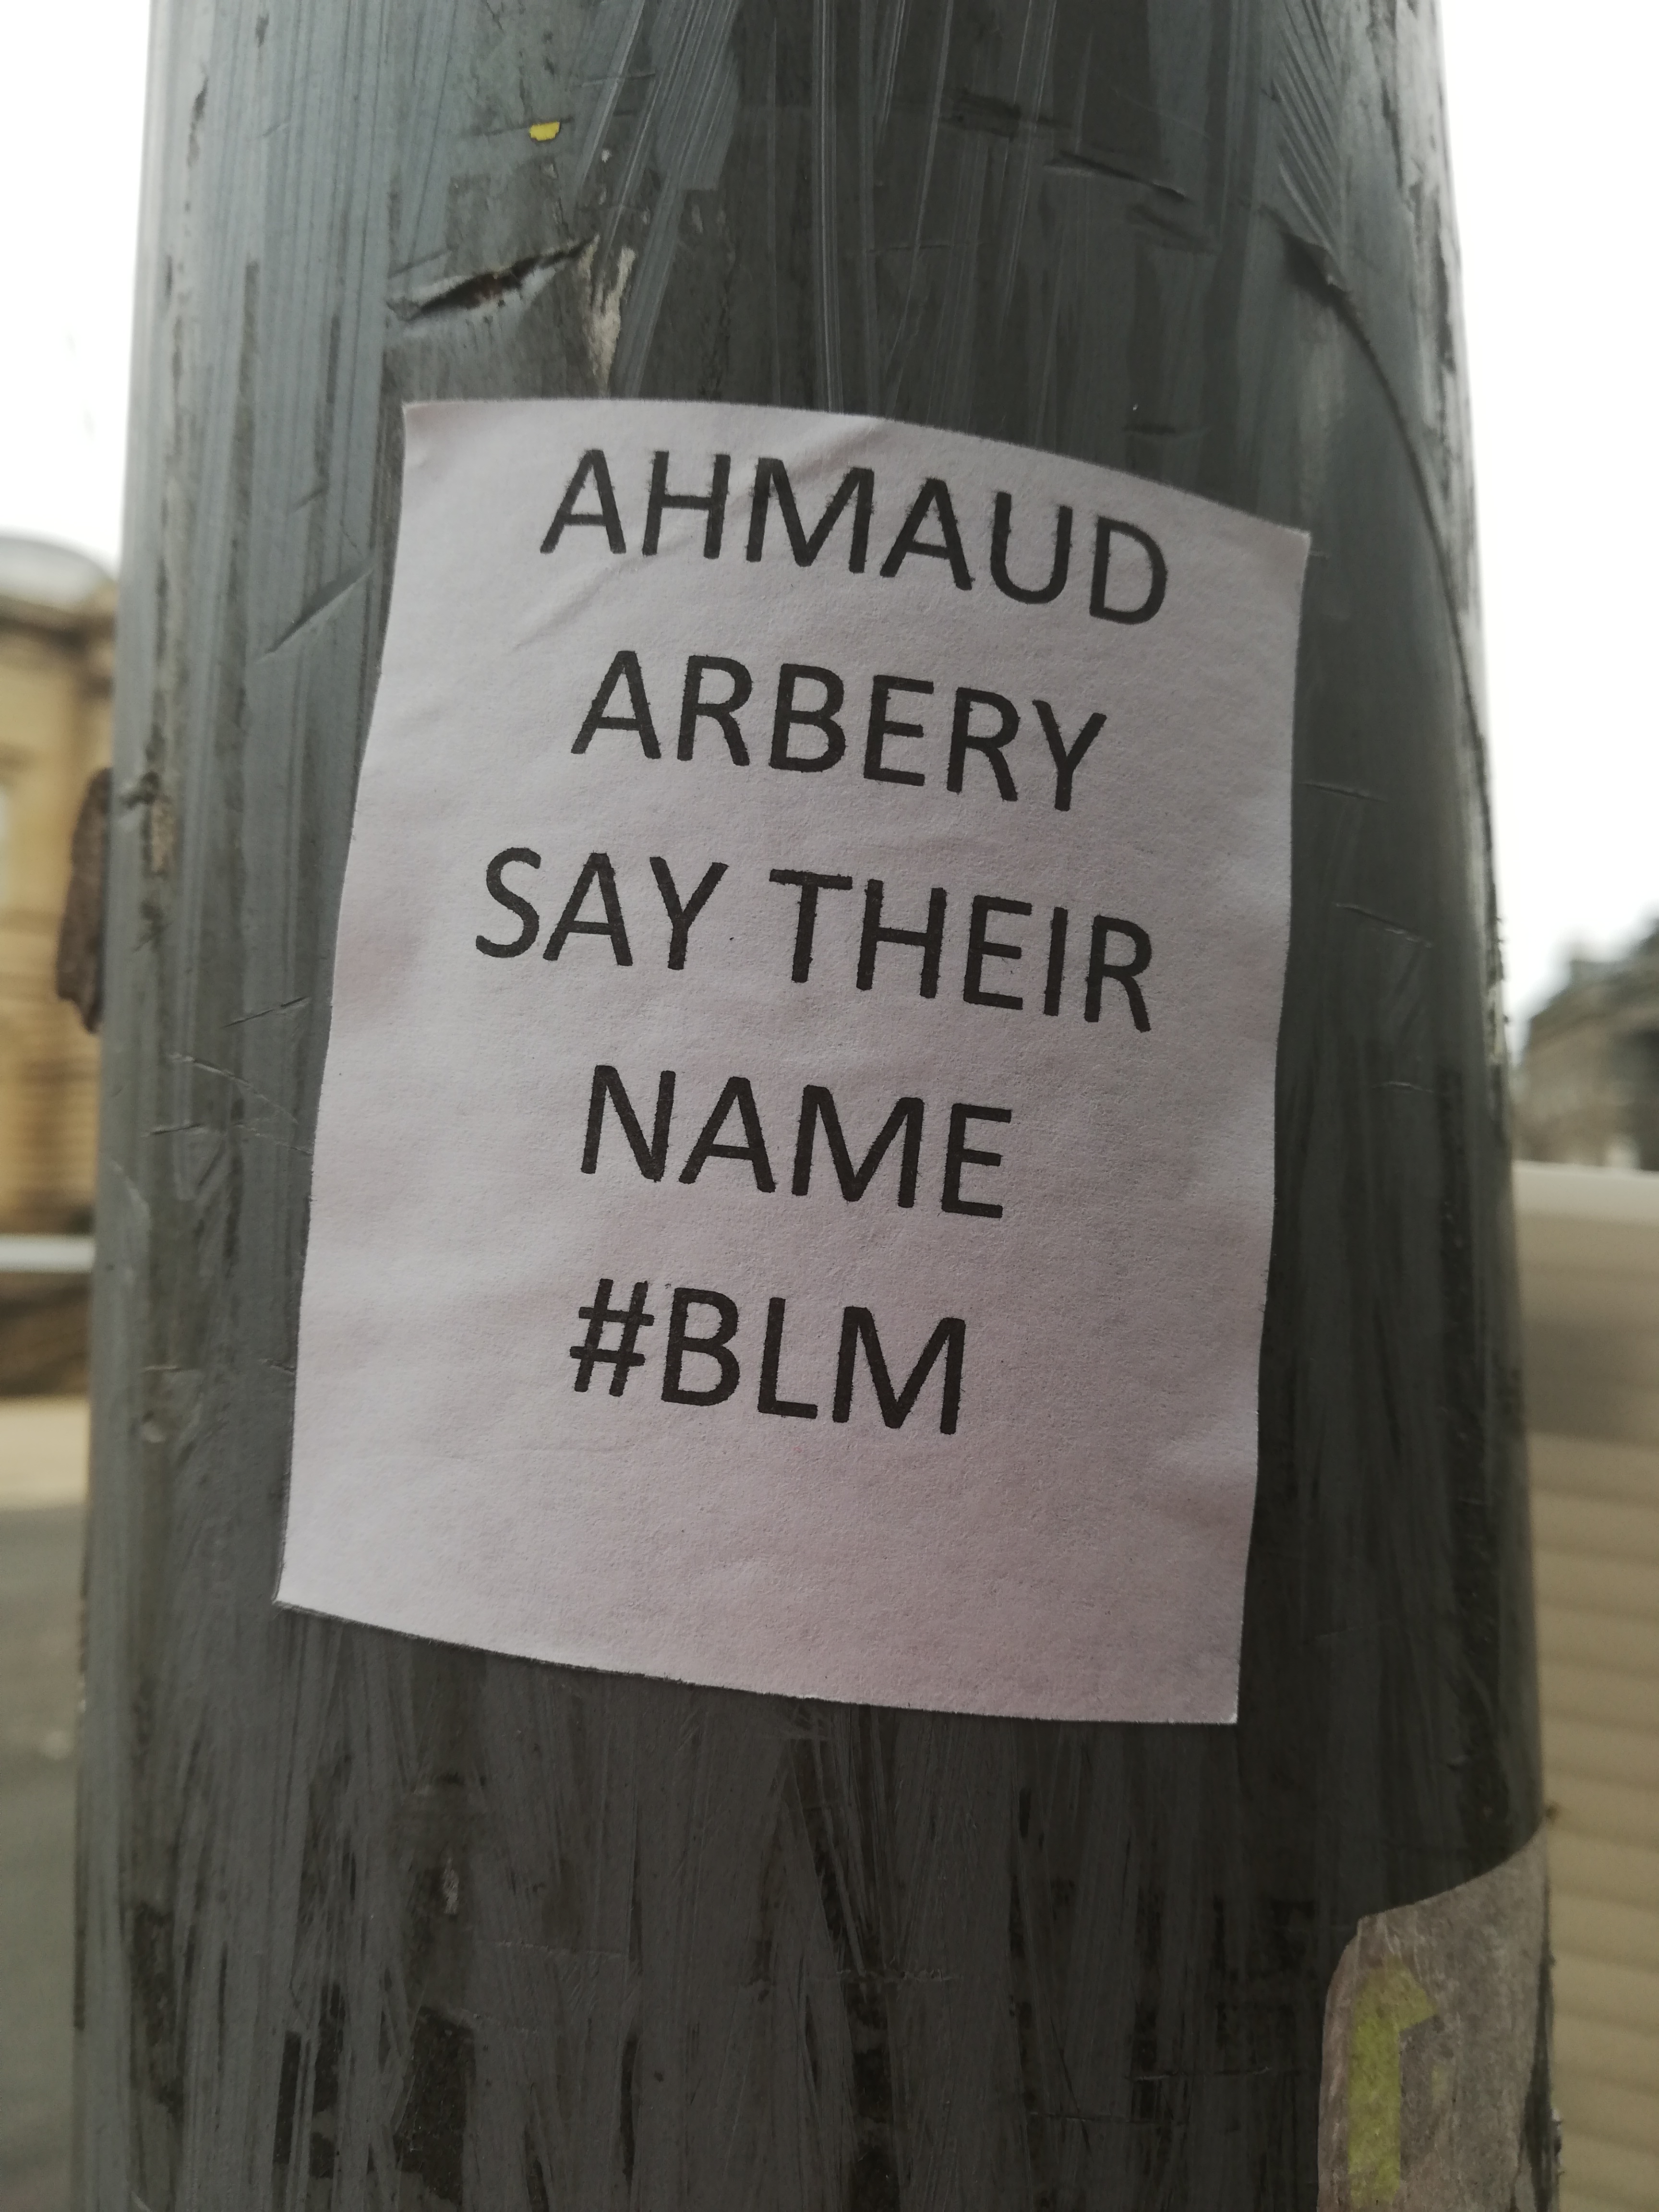 AHMAUD
ARBERY
SAY THEIR
NAME
#BLM